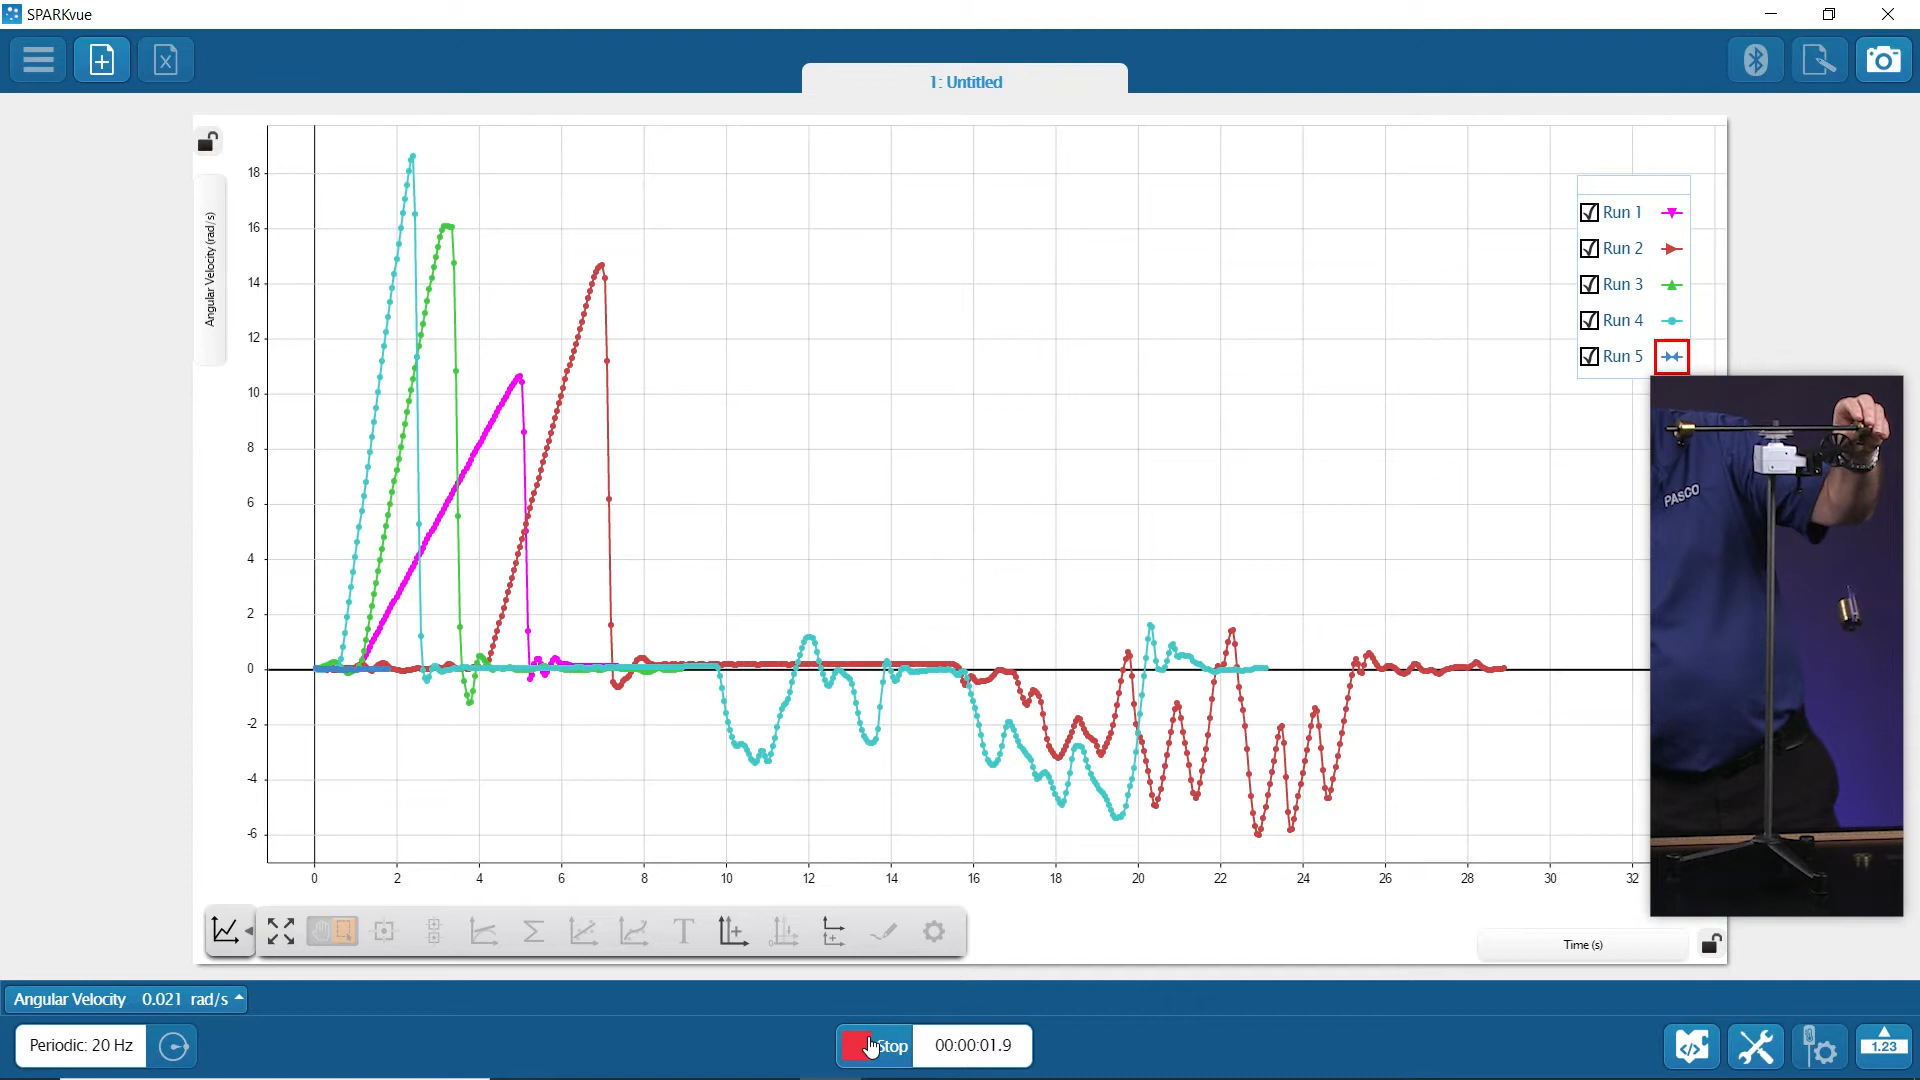 SPARKvue
1: Untitled
Angular Velocity (rad/s)
18
16
14
12
10
8
6
4
2
0
-2
-4
-6
0 2 4 6 8 10 12 14 16 18 20 22 24 26 28 30 32
Run 1
Run 2
Run 3
Run 4
Run 5
PASCO
T
Time (s)
Angular Velocity 0.021 rad/s
Periodic: 20 Hz
Stop 00:00:01.9
1.23